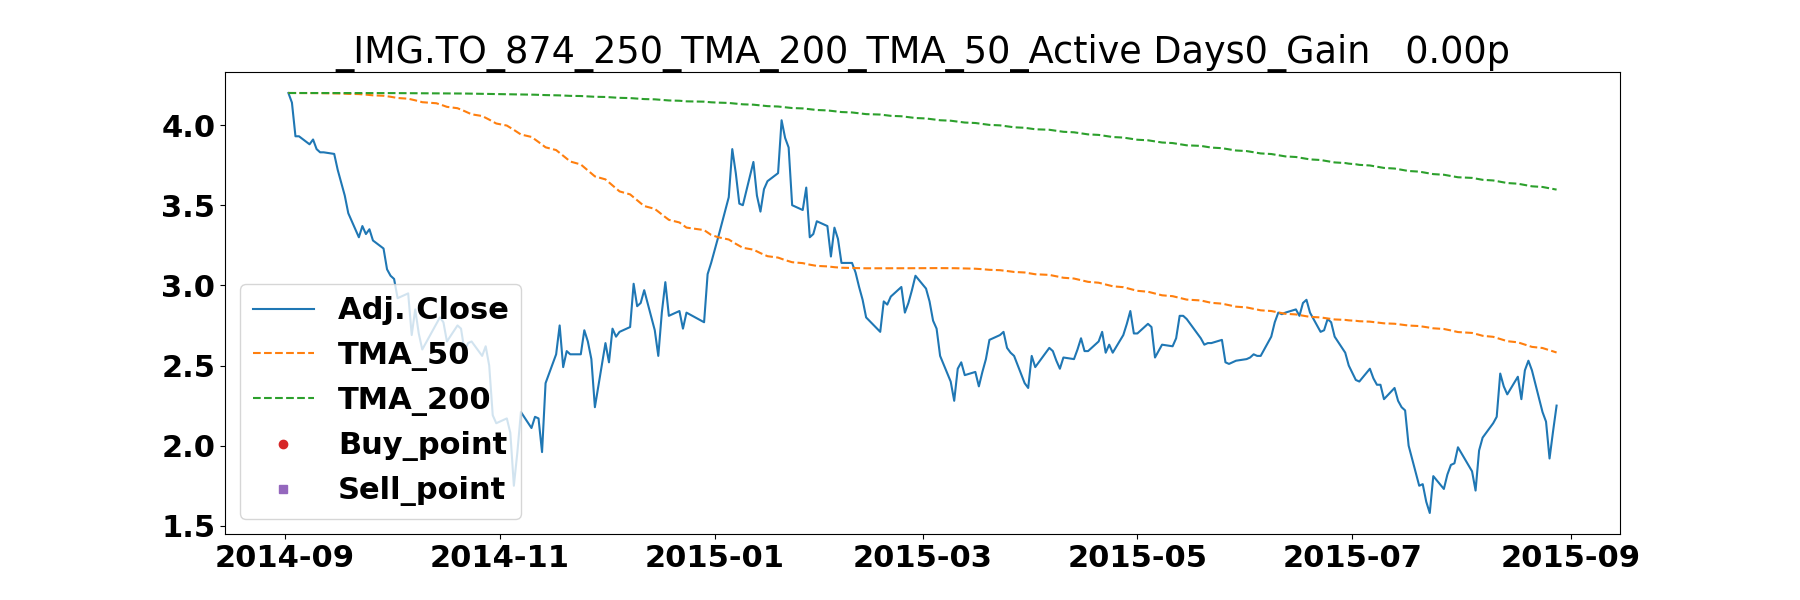 _IMG.TO_874_250_TMA_200_TMA_50_Active Days0_Gain   0.00p
4.0
3.5
3.0
2.5
2.0
1.5
Adj. Close
TMA_50
TMA_200
Buy_point
Sell_point
2014-09 2014-11 2015-01 2015-03 2015-05 2015-07 2015-09